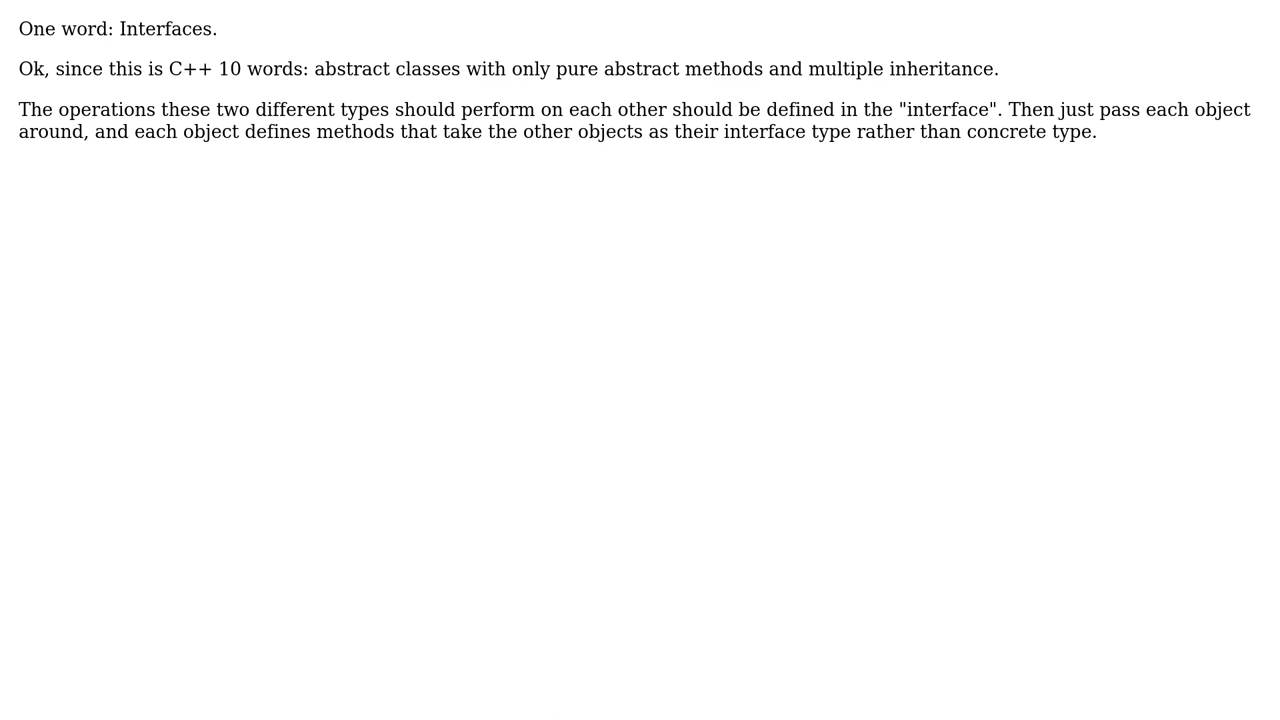 One word: Interfaces.
Ok, since this is C++ 10 words: abstract classes with only pure abstract methods and multiple inheritance.
The operations these two different types should perform on each other should be defined in the "interface". Then just pass each object
around, and each object defines methods that take the other objects as their interface type rather than concrete type.